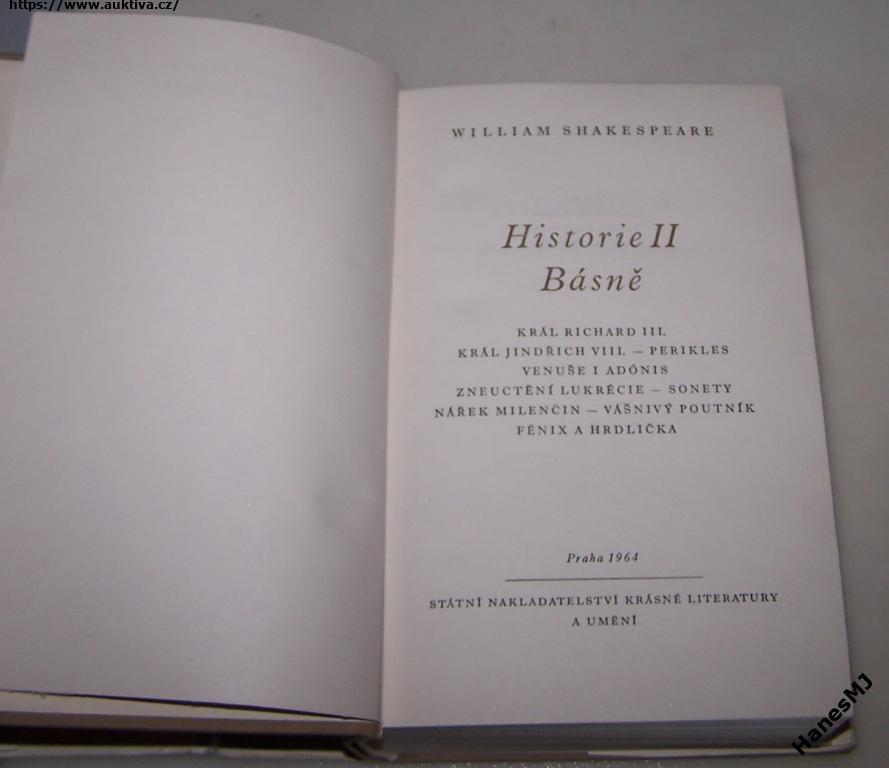 https://www.auktiva.cz/
WILLIAM SHAKESPEARE
Historie II
Básně
KRÁL RICHARD III.
KRÁL JINDŘICH VIII. – PERIKLES
VENUŠE I ADÓNIS
ZNEUCTĚNÍ LUKRÉCIE – SONETY
NÁŘEK MILENČIN – VÁŠNIVÝ POUTNÍK
FÉNIX A HRDLIČKA
Praha 1964
STÁTNÍ NAKLADATELSTVÍ KRÁSNÉ LITERATURY
A UMĚNÍ
HanesMJ